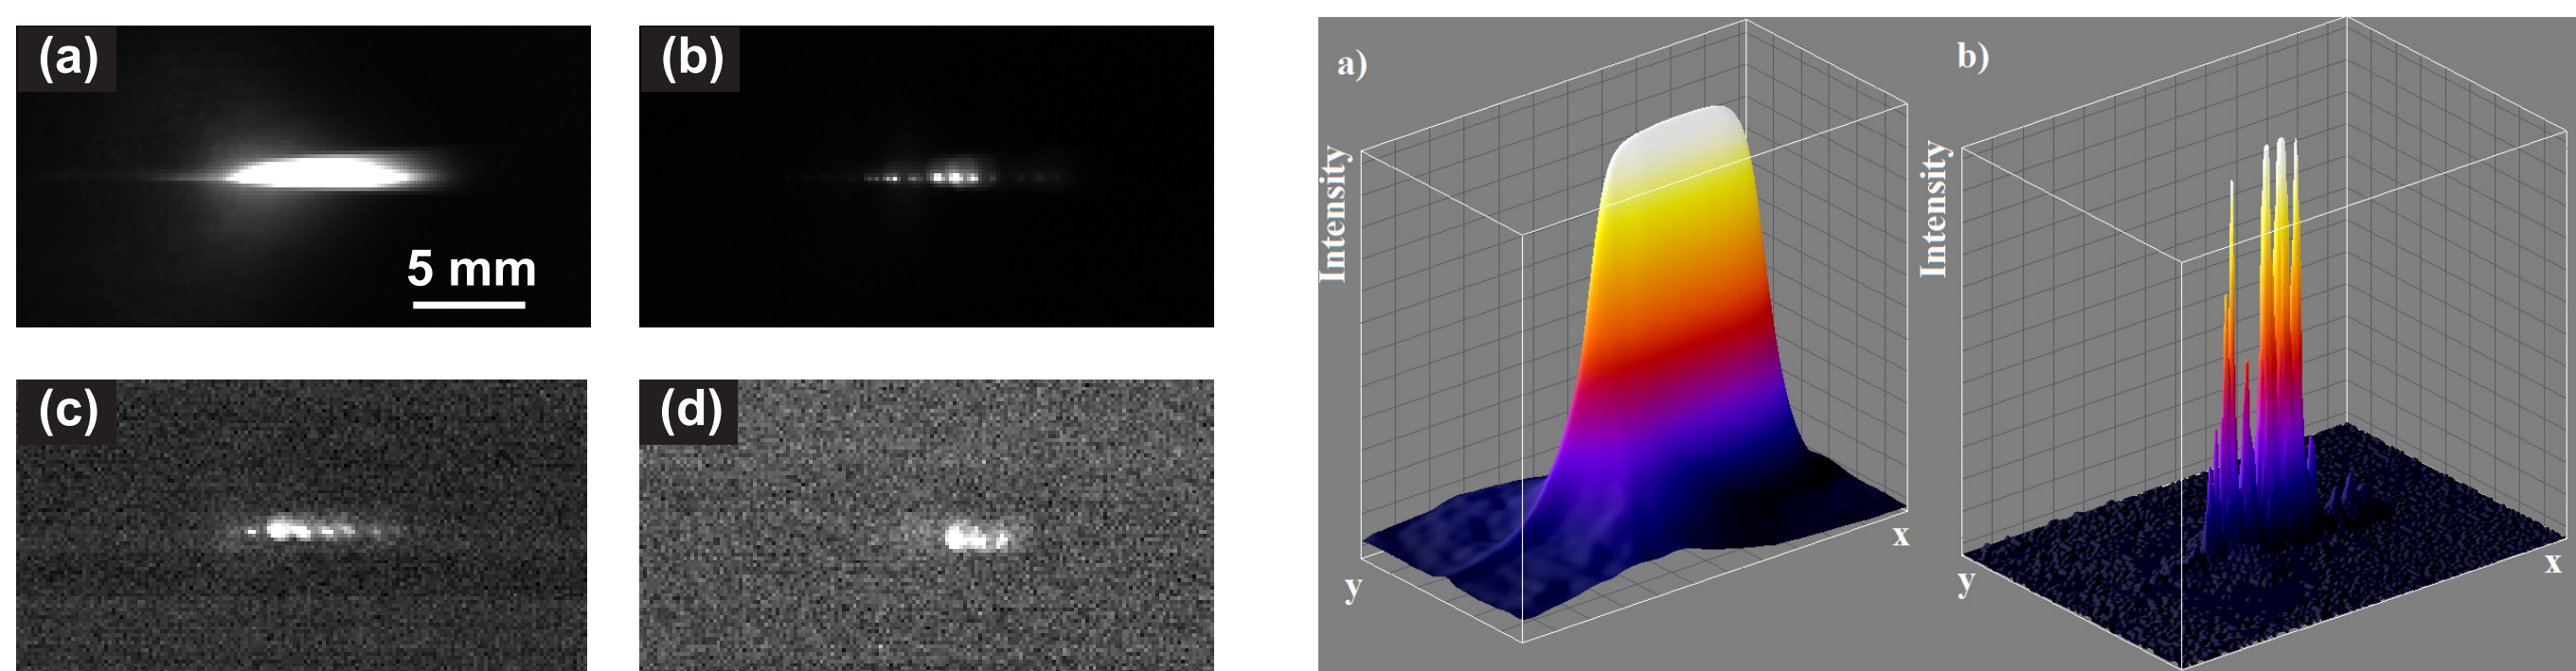 (a)
(b)
5 mm
(c)
(d)
a)
Intensity
y
x
b)
Intensity
y
x